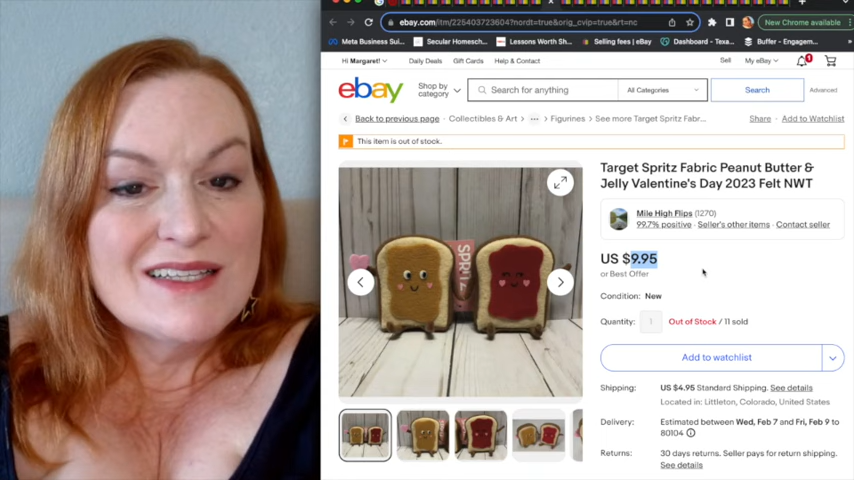 ebay.com/itm/225403723604?nordt=true&orig_cvip=true&rt=nc
New Chrome available
Meta Business Sui...
Secular Homesch...
Lessons Worth Sh...
Selling fees | eBay
Dashboard – Texa...
Buffer - Engagem...
Hi Margaret!
Daily Deals
Gift Cards
Help & Contact
Sell
My eBay
1
ebay
Shop by
category
Search for anything
All Categories
Search
Advanced
Back to previous page
Collectibles & Art
Figurines
See more Target Spritz Fabr...
Share
Add to Watchlist
P
This item is out of stock.
Target Spritz Fabric Peanut Butter &
Jelly Valentine's Day 2023 Felt NWT
Mile High Flips (1270)
99.7% positive · Seller's other items · Contact seller
US $9.95
or Best Offer
Condition: New
Quantity: 1 Out of Stock / 11 sold
Add to watchlist
Shipping: US $4.95 Standard Shipping. See details
Located in: Littleton, Colorado, United States
Delivery: Estimated between Wed, Feb 7 and Fri, Feb 9 to
80104
Returns: 30 days returns. Seller pays for return shipping.
See details
SPRITZ